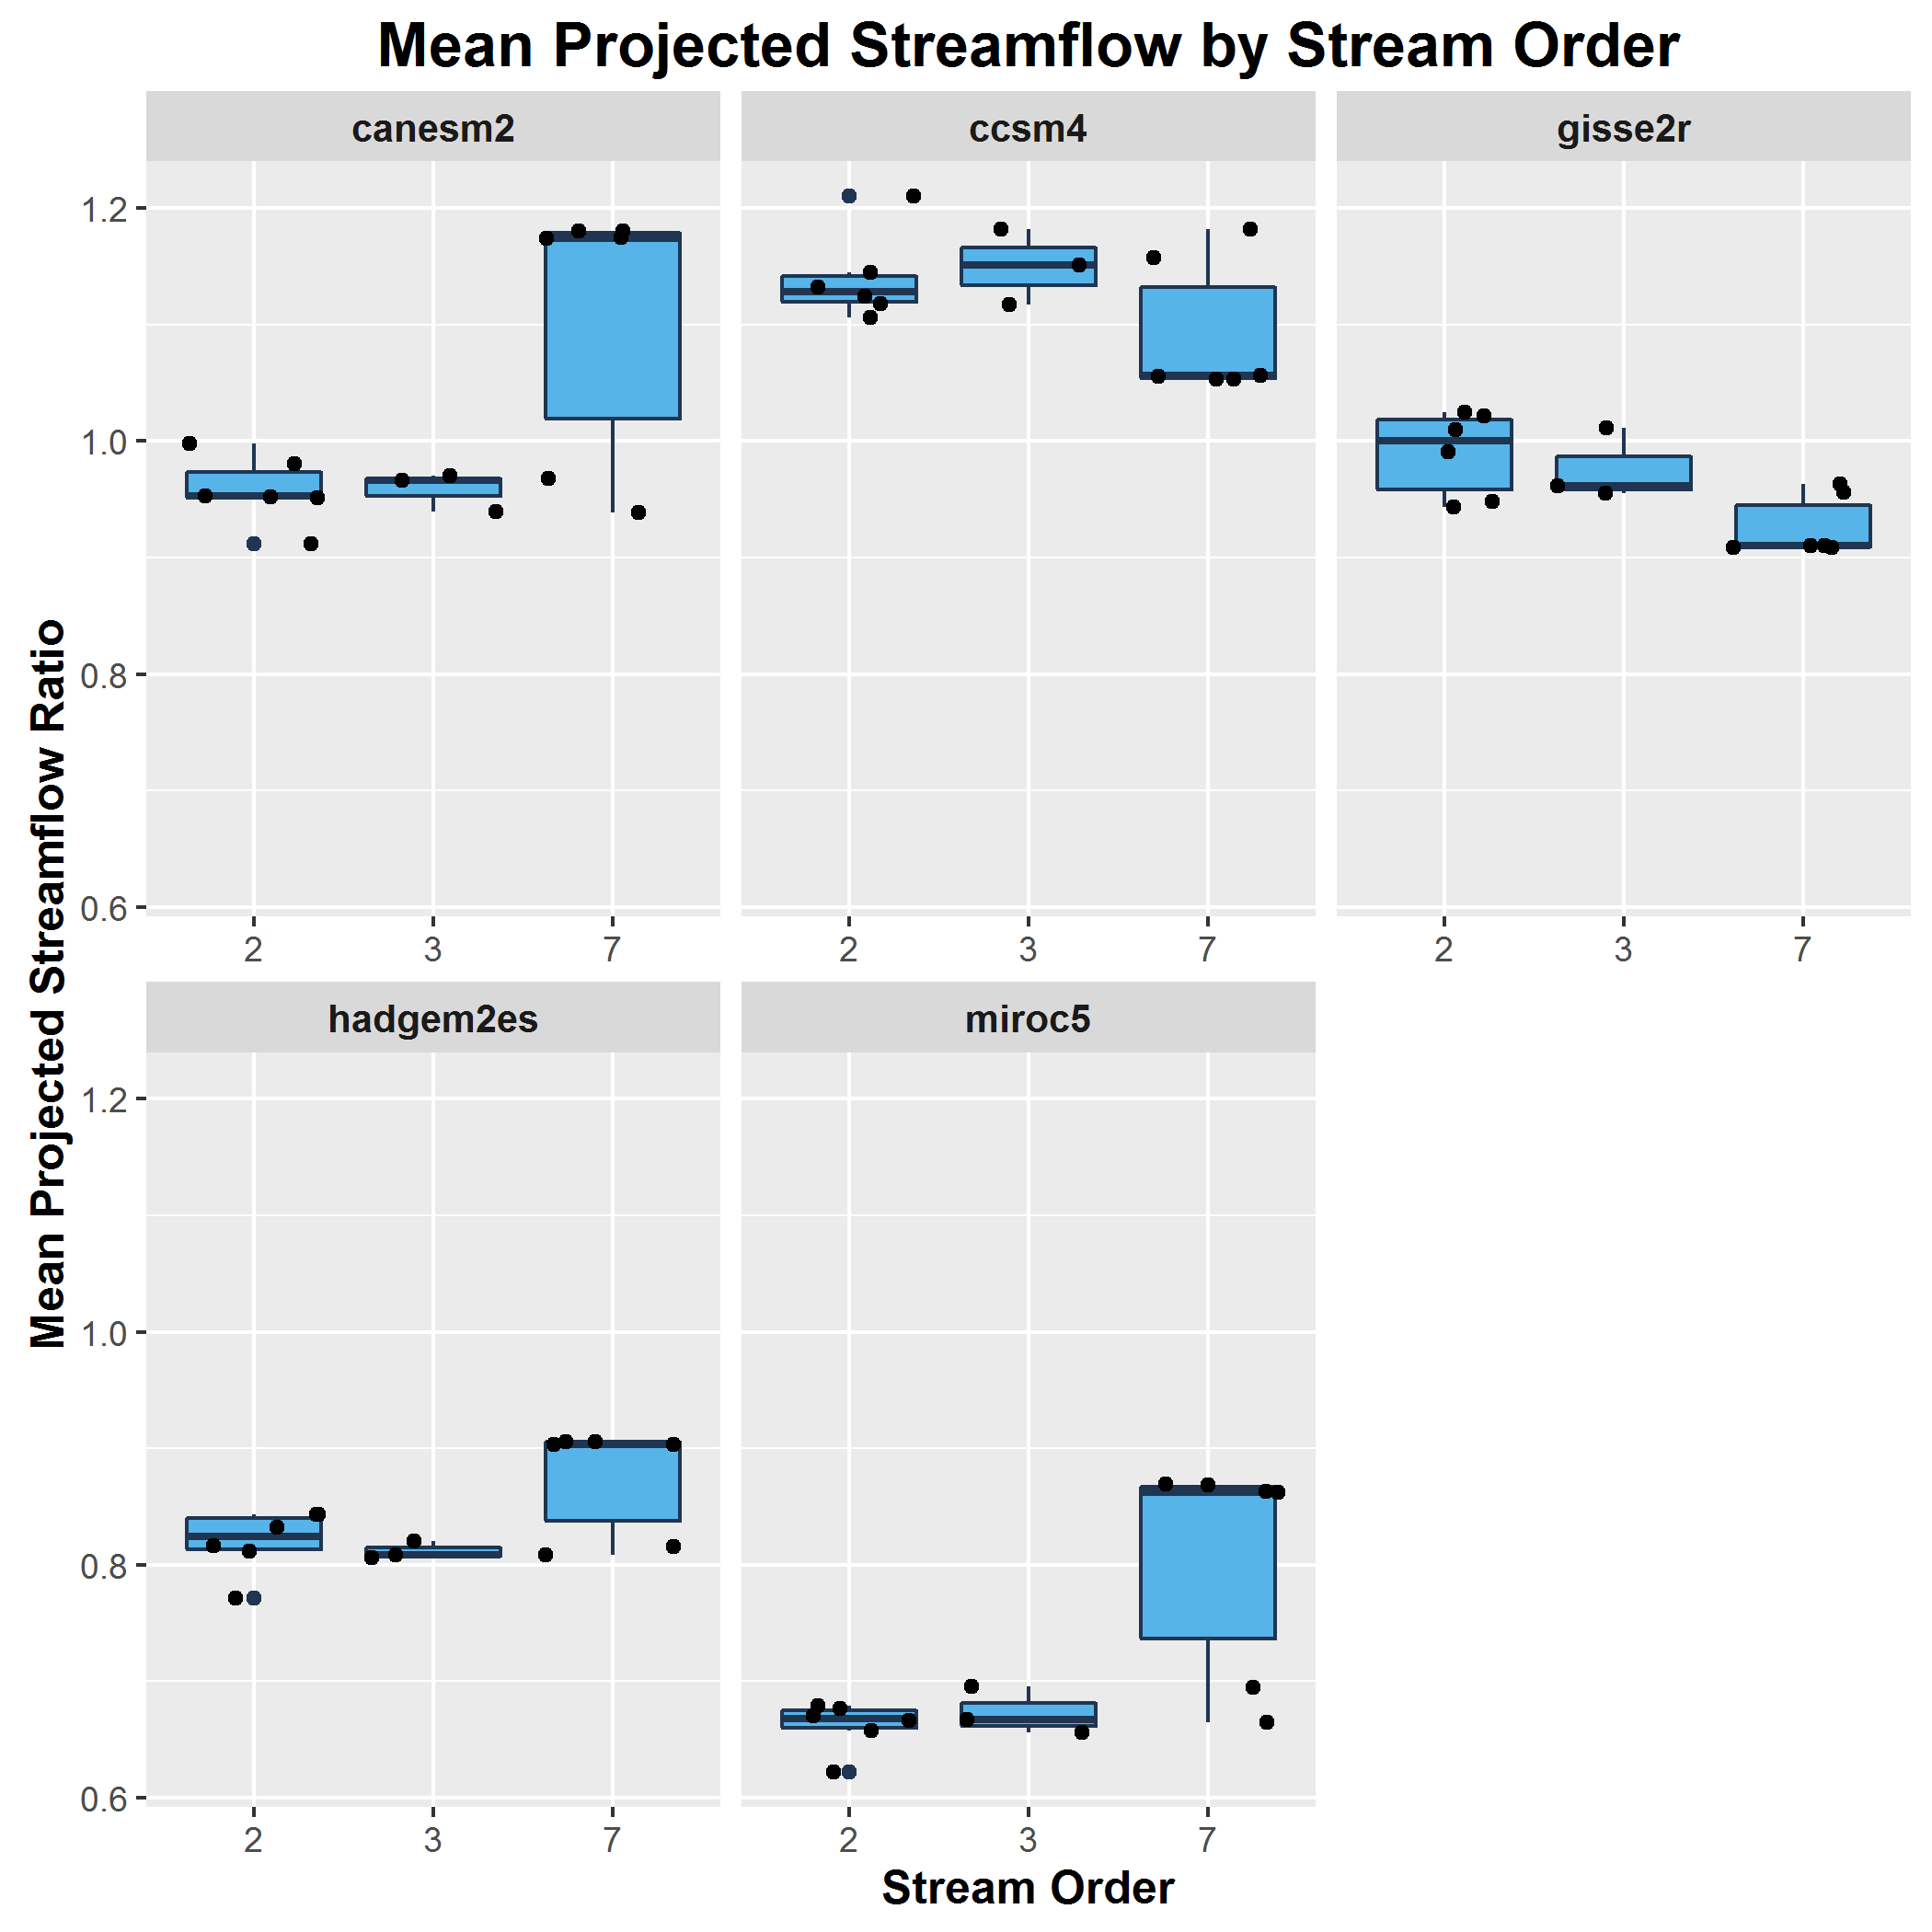 Mean Projected Streamflow by Stream Order
canesm2
ccsm4
gisse2r
1.2
1.0
0.8
0.6
2 3 7
2 3 7
2 3 7
hadgem2es
miroc5
1.2
1.0
0.8
0.6
2 3 7
2 3 7
Mean Projected Streamflow Ratio
Stream Order